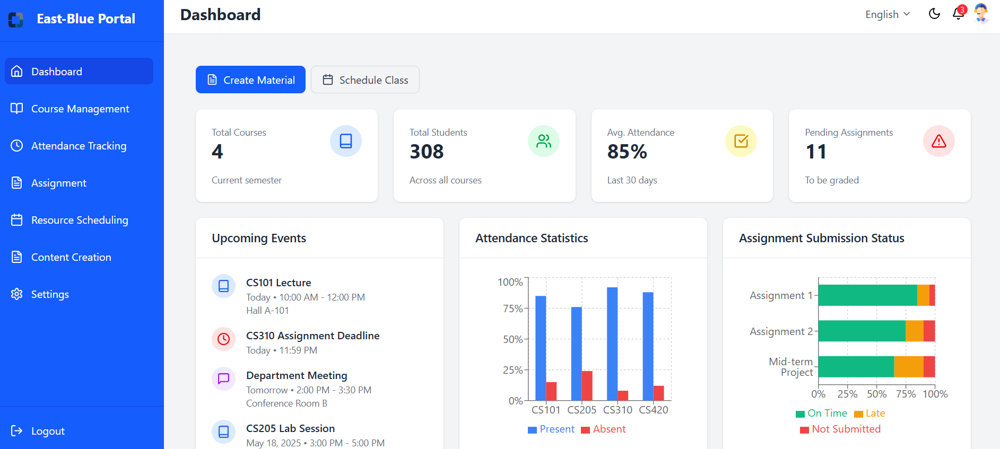 East-Blue Portal
Dashboard
Course Management
Attendance Tracking
Assignment
Resource Scheduling
Content Creation
Settings
Logout
Dashboard
English
3
Create Material
Schedule Class
Total Courses
4
Current semester
Total Students
308
Across all courses
Avg. Attendance
85%
Last 30 days
Pending Assignments
11
To be graded
Upcoming Events
CS101 Lecture
Today • 10:00 AM - 12:00 PM
Hall A-101
CS310 Assignment Deadline
Today • 11:59 PM
Department Meeting
Tomorrow • 2:00 PM - 3:30 PM
Conference Room B
CS205 Lab Session
May 18, 2025 • 3:00 PM - 5:00 PM
Attendance Statistics
100%
75%
50%
25%
0%
CS101 CS205 CS310 CS420
Present Absent
Assignment Submission Status
Assignment 1
Assignment 2
Mid-term
Project
0% 25% 50% 75% 100%
On Time Late
Not Submitted